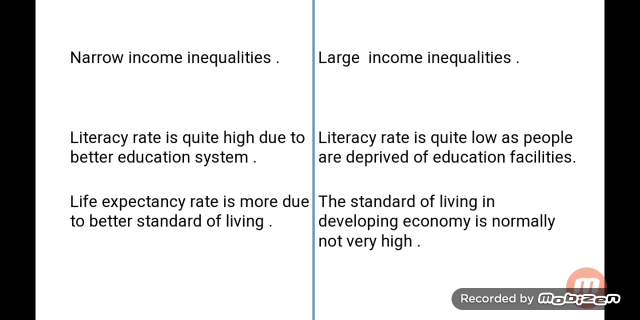 Narrow income inequalities .
Large income inequalities .
Literacy rate is quite high due to
better education system .
Literacy rate is quite low as people
are deprived of education facilities.
Life expectancy rate is more due
to better standard of living .
The standard of living in
developing economy is normally
not very high .
M
Recorded by Mobizen